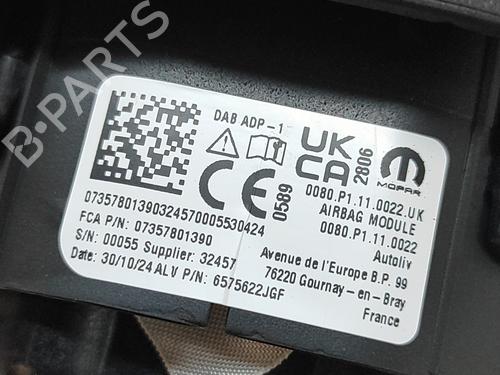 DAB ADP-1
UK
CA
2806
MOPAR
CE
0589
0080.P1.11.0022.UK
AIRBAG MODULE
0080.P1.11.0022
Autoliv
Avenue de l'Europe B.P. 99
76220 Gournay-en-Bray
France
07357801390324570005530424
FCA P/N: 07357801390
S/N: 00055 Supplier: 32457
Date: 30/10/24 ALV P/N: 6575622JGF
B-PARTS